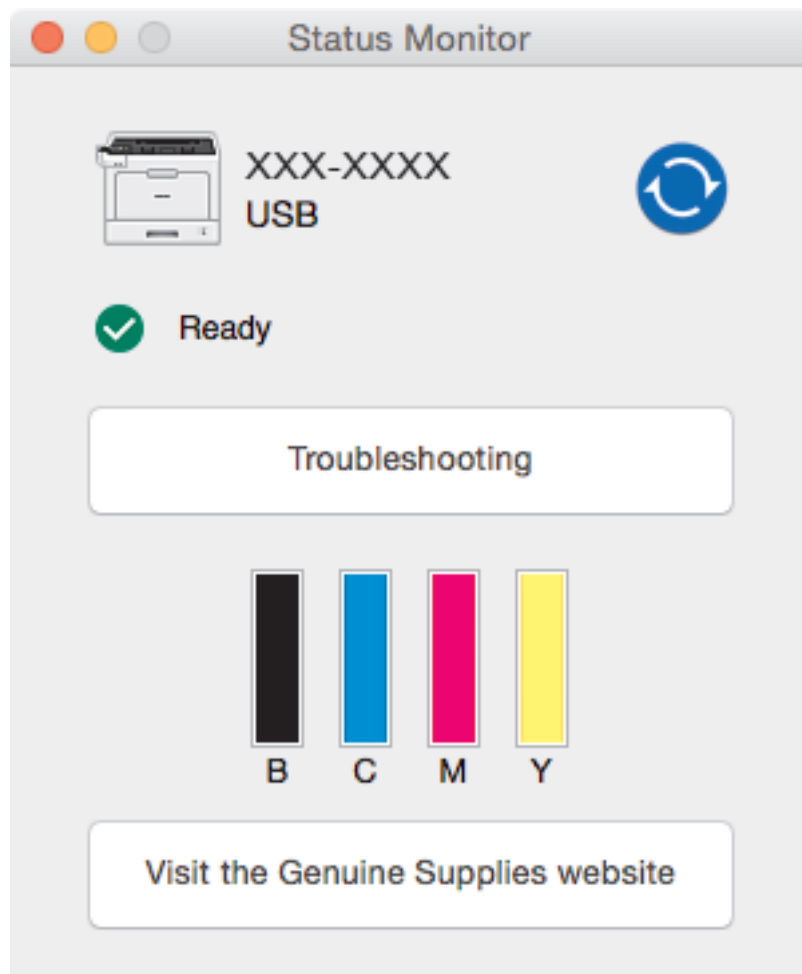 Status Monitor
XXX-XXXX
USB
Ready
Troubleshooting
B C M Y
Visit the Genuine Supplies website